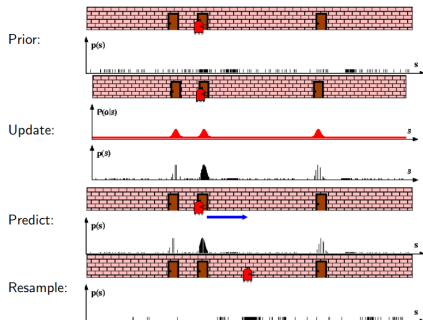 Prior:
p(s)
s
Update:
P(o|s)
s
p(s)
s
Predict:
p(s)
s
Resample:
p(s)
s